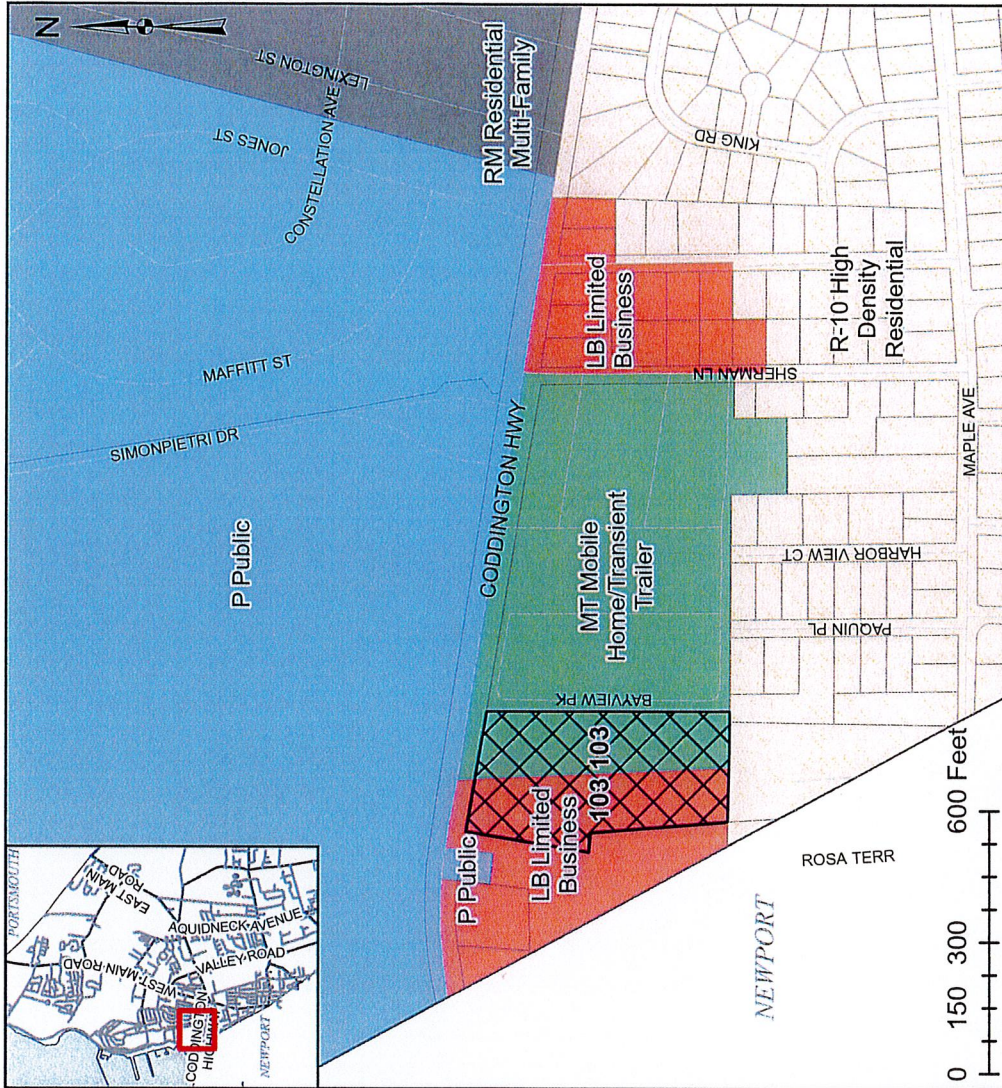 PORTSMOUTH
EAST MAIN
ROAD
WEST MAIN ROAD
AQUIDNECK AVENUE
VALLEY ROAD
CODDINGTON
HIGHWAY
NEWPORT
N
LEXINGTON ST
CONSTELLATION AVE
JONES ST
MAFFITT ST
SIMONPIETRI DR
P Public
RM Residential
Multi-Family
CODDINGTON HWY
KING RD
LB Limited
Business
SHERMAN LN
R-10 High
Density
Residential
MT Mobile
Home/Transient
Trailer
BAYVIEW PK
103 103
P Public
LB Limited
Business
HARBOR VIEW CT
PAQUIN PL
MAPLE AVE
ROSA TERR
NEWPORT
0 150 300 600 Feet